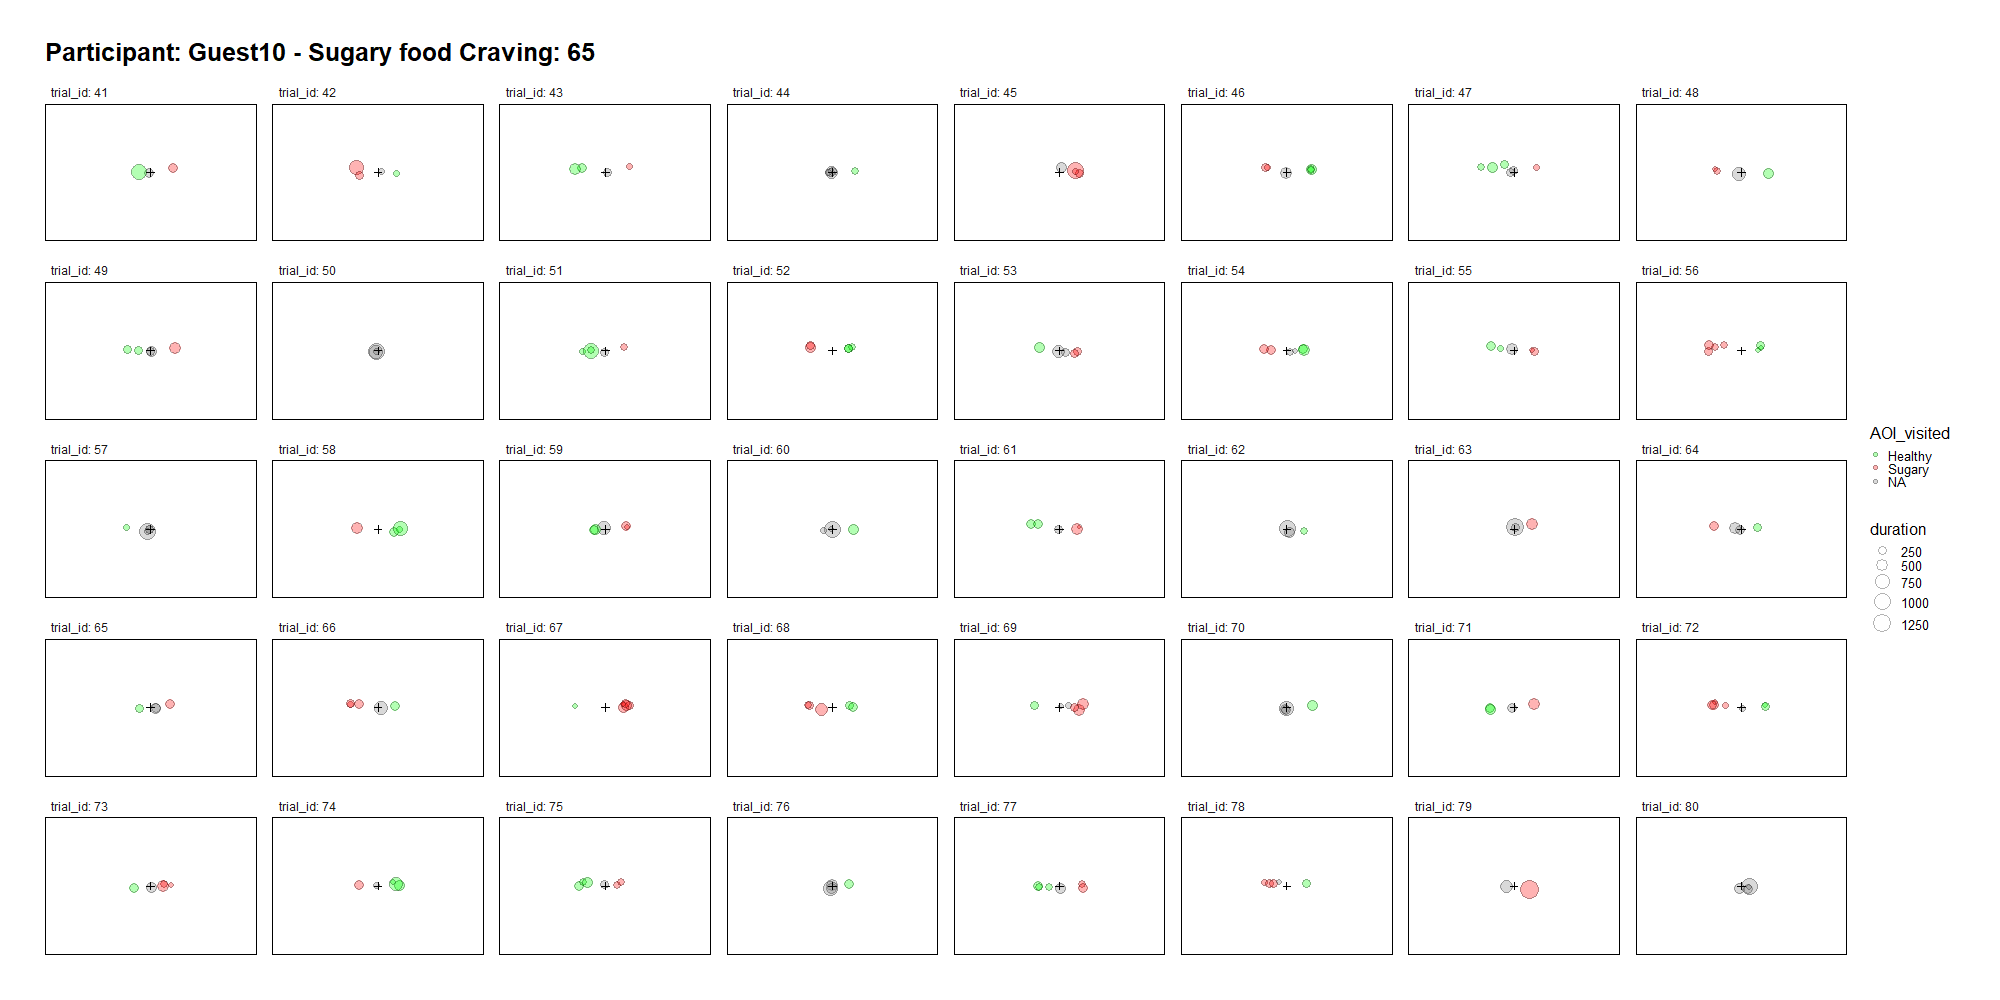 Participant: Guest10 - Sugary food Craving: 65
trial_id: 41
trial_id: 42
trial_id: 43
trial_id: 44
trial_id: 45
trial_id: 46
trial_id: 47
trial_id: 48
trial_id: 49
trial_id: 50
trial_id: 51
trial_id: 52
trial_id: 53
trial_id: 54
trial_id: 55
trial_id: 56
trial_id: 57
trial_id: 58
trial_id: 59
trial_id: 60
trial_id: 61
trial_id: 62
trial_id: 63
trial_id: 64
trial_id: 65
trial_id: 66
trial_id: 67
trial_id: 68
trial_id: 69
trial_id: 70
trial_id: 71
trial_id: 72
trial_id: 73
trial_id: 74
trial_id: 75
trial_id: 76
trial_id: 77
trial_id: 78
trial_id: 79
trial_id: 80
AOI_visited
Healthy
Sugary
NA
duration
250
500
750
1000
1250